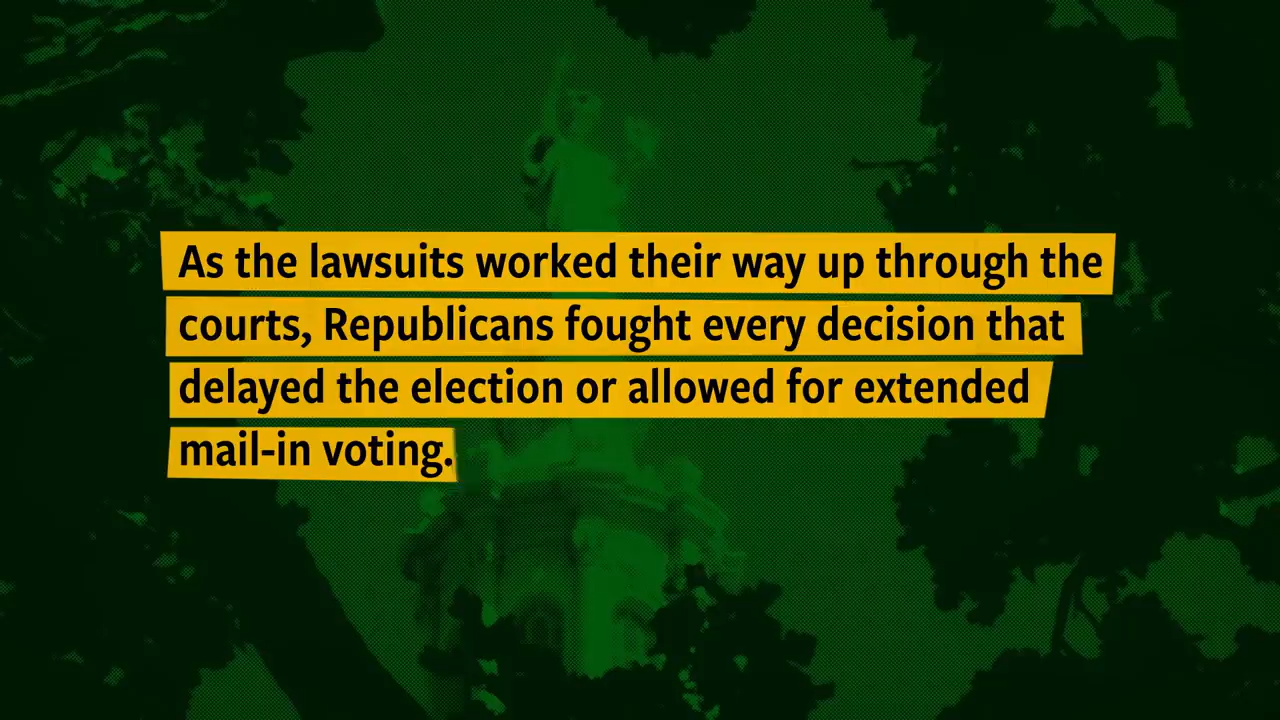 As the lawsuits worked their way up through the
courts, Republicans fought every decision that
delayed the election or allowed for extended
mail-in voting.